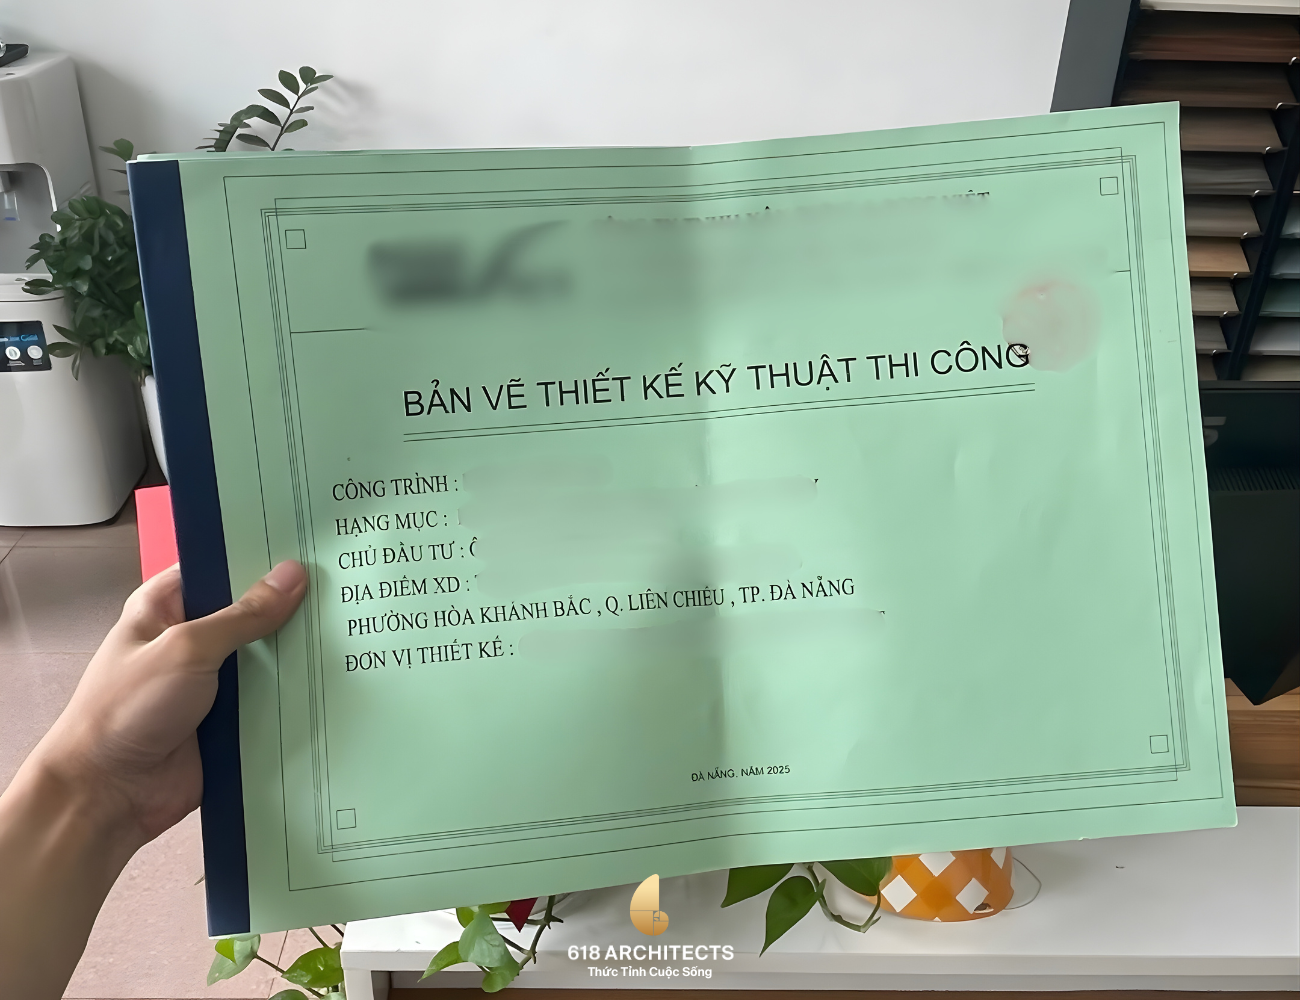 BẢN VẼ THIẾT KẾ KỸ THUẬT THI CÔNG
CÔNG TRÌNH :
HẠNG MỤC :
CHỦ ĐẦU TƯ :
ĐỊA ĐIỂM XD :
PHƯỜNG HÒA KHÁNH BẮC , Q. LIÊN CHIỂU , TP. ĐÀ NẴNG
ĐƠN VỊ THIẾT KẾ :
ĐÀ NẴNG. NĂM 2025
618 ARCHITECTS
Thức Tỉnh Cuộc Sống